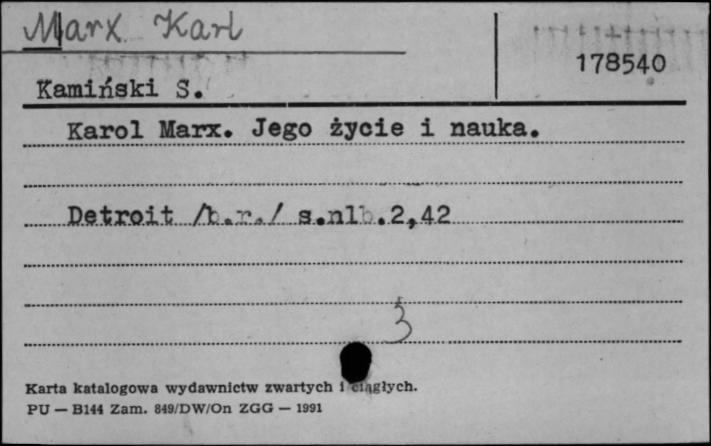 Marx Karl
178540
Kamiński S.
Karol Marx. Jego życie i nauka.
Detroit /b.r./ s.nlb.2,42
3
Karta katalogowa wydawnictw zwartych i ciągłych.
PU — B144 Zam. 849/DW/On ZGG — 1991